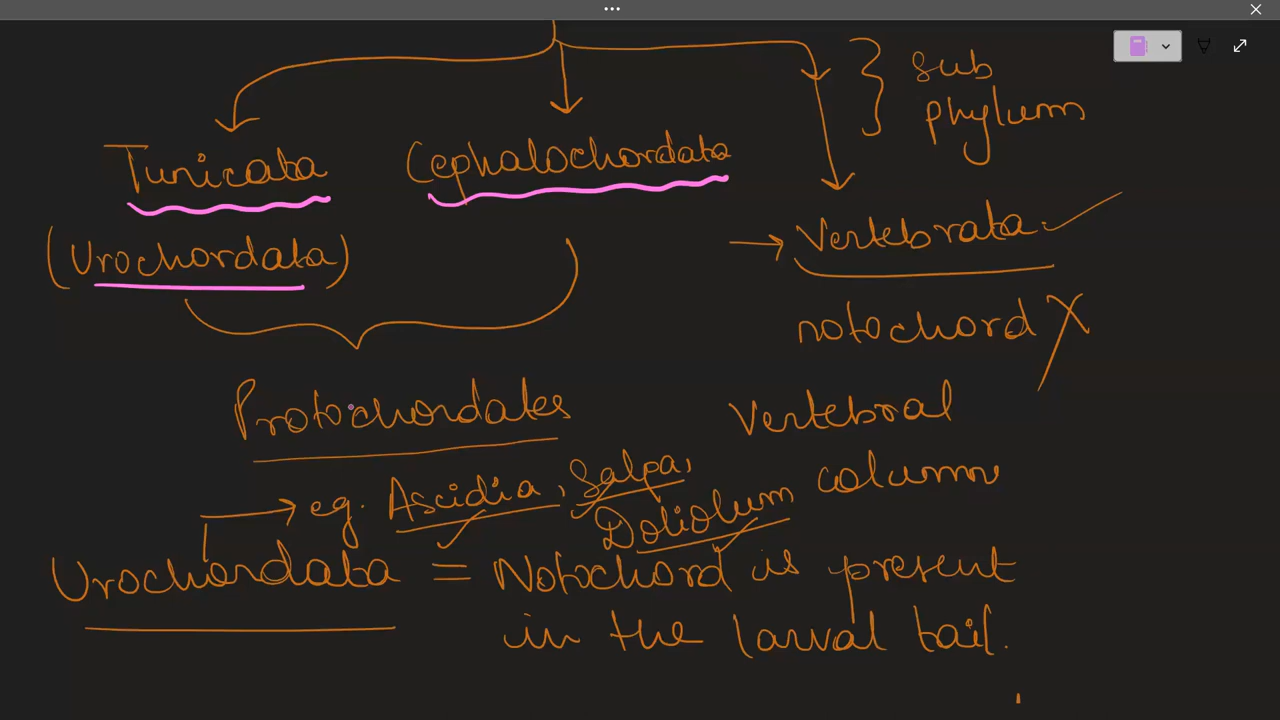 sub
phylum
Tunicata
Cephalochordata
(Urochordata)
→ Vertebrata
notochord X
Protochordates
Vertebral
column
→ eg. Ascidia, Salpa,
Doliolum
Urochordata = Notochord is present
in the larval tail.